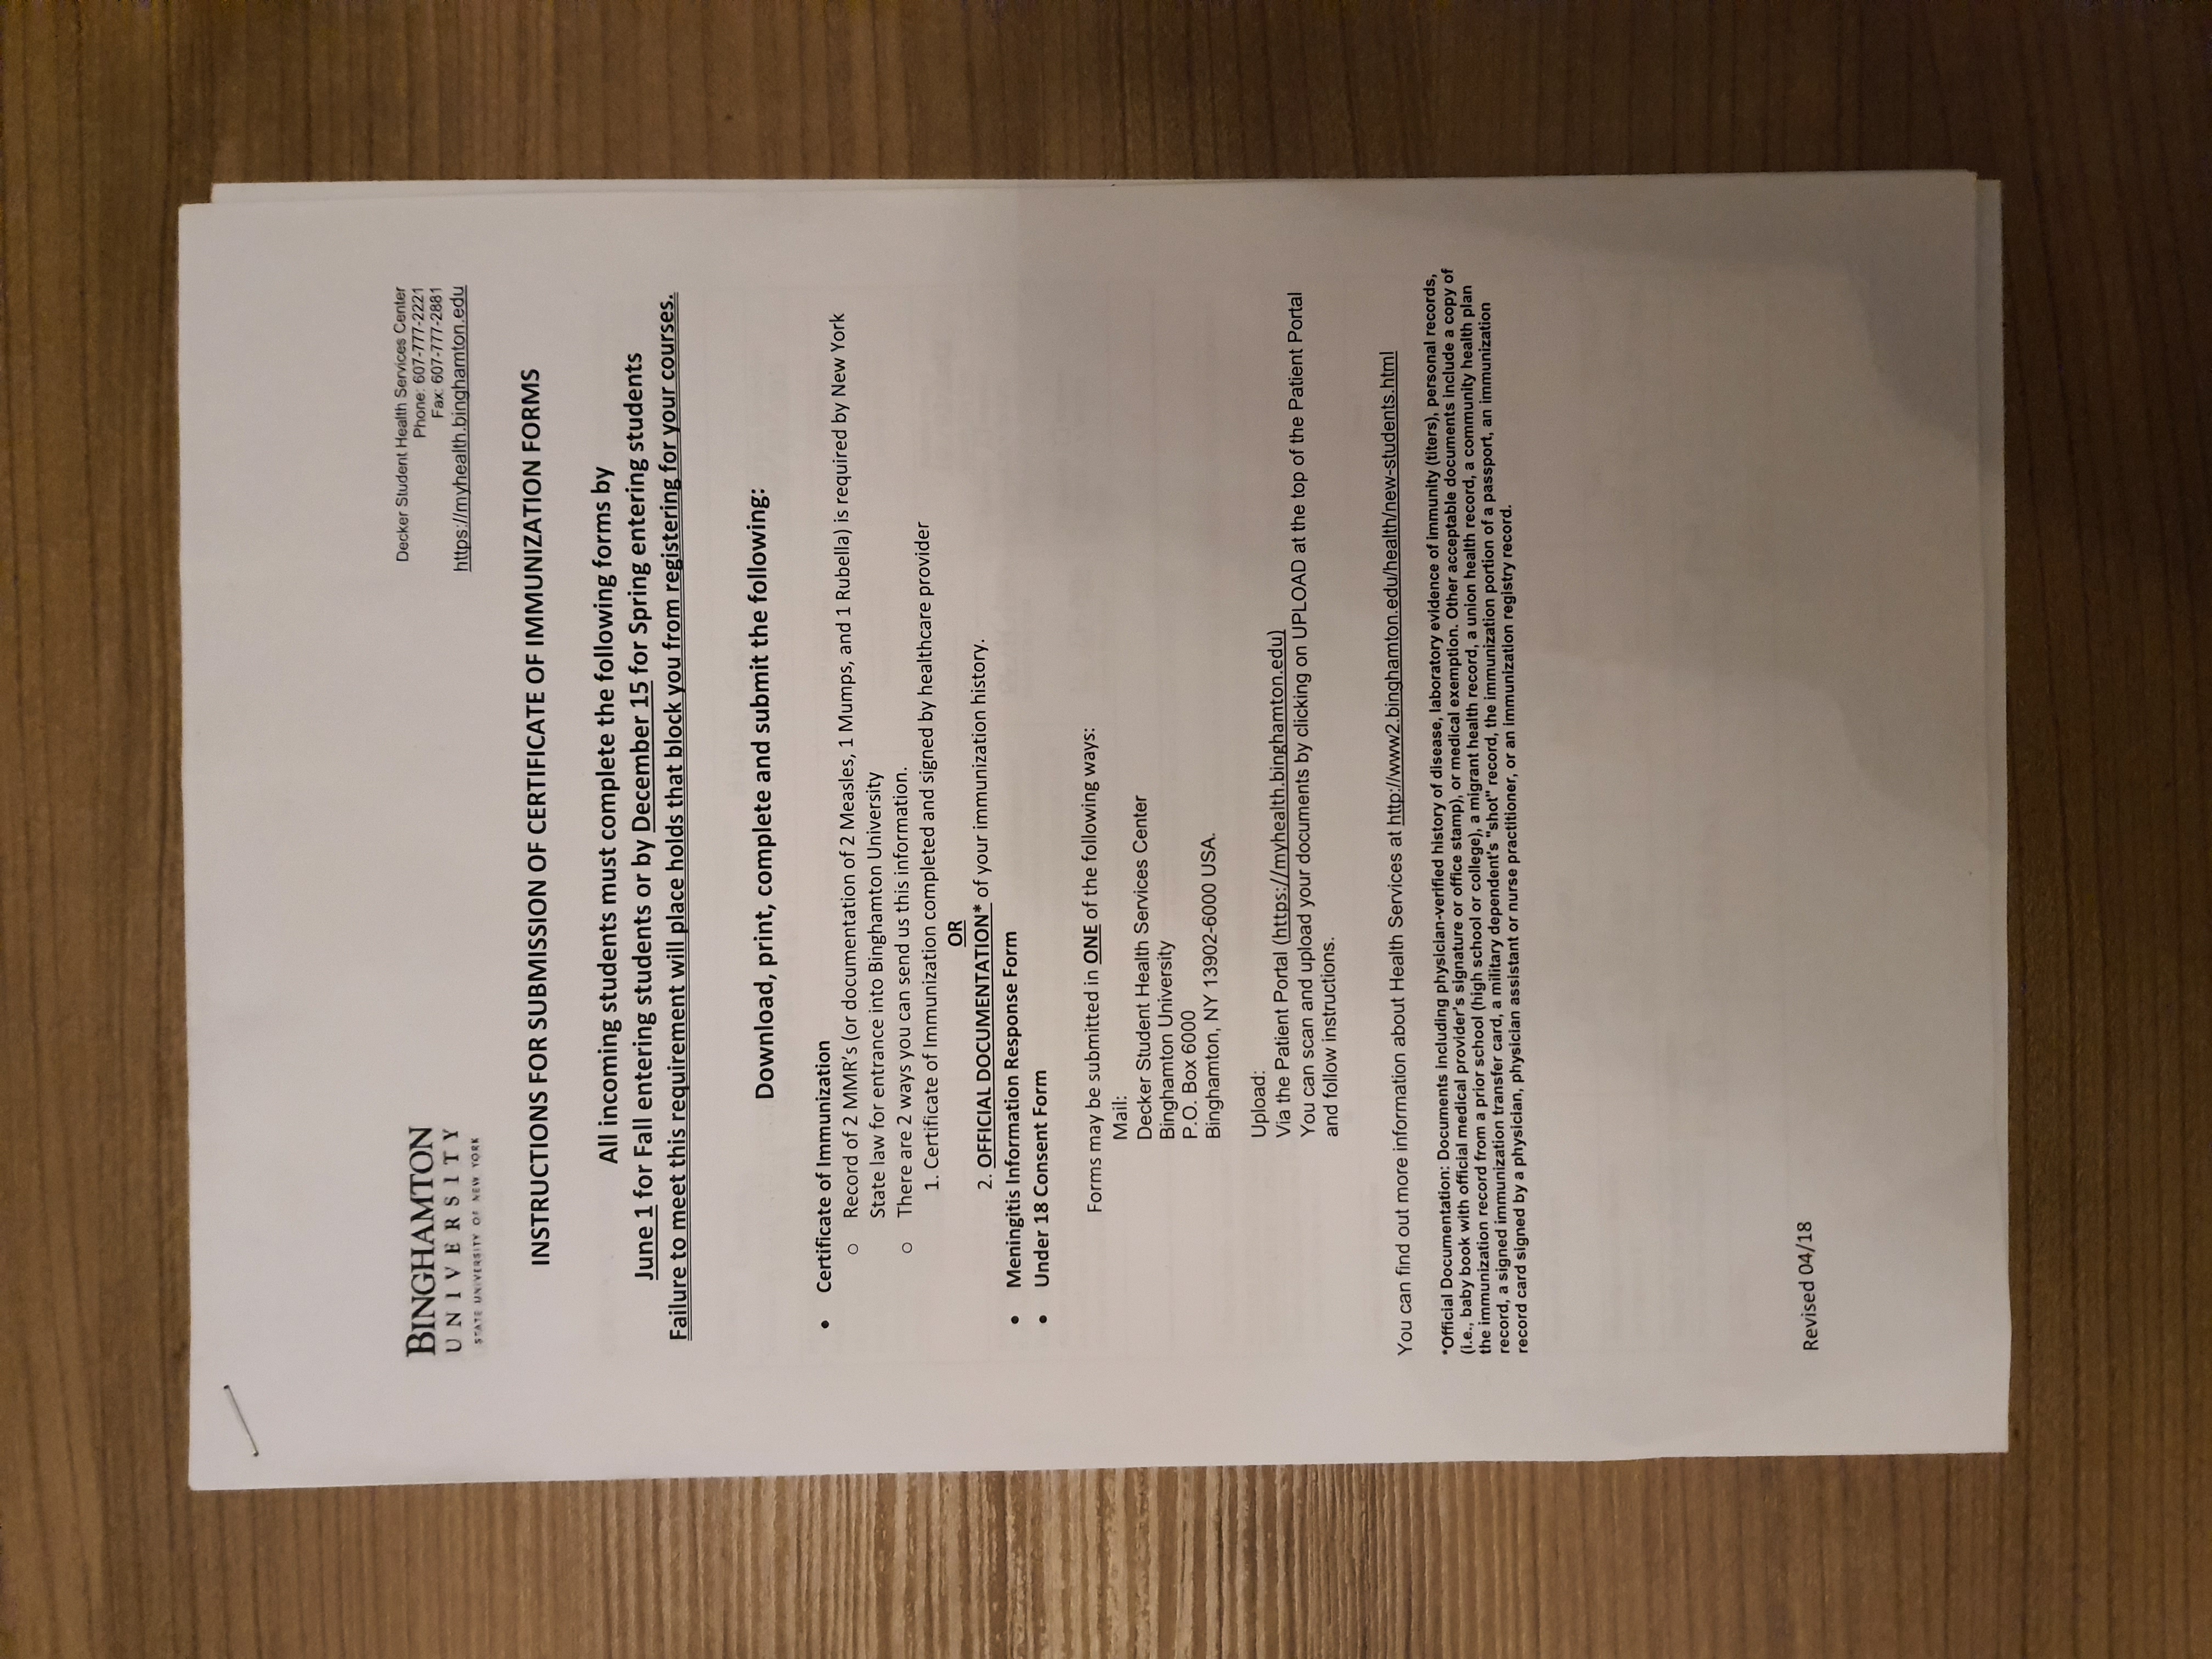 BINGHAMTON
UNIVERSITY
STATE UNIVERSITY OF NEW YORK
Decker Student Health Services Center
Phone: 607-777-2221
Fax: 607-777-2881
https://myhealth.binghamton.edu
INSTRUCTIONS FOR SUBMISSION OF CERTIFICATE OF IMMUNIZATION FORMS
All incoming students must complete the following forms by
June 1 for Fall entering students or by December 15 for Spring entering students
Failure to meet this requirement will place holds that block you from registering for your courses.
Download, print, complete and submit the following:
• Certificate of Immunization
o Record of 2 MMR's (or documentation of 2 Measles, 1 Mumps, and 1 Rubella) is required by New York
State law for entrance into Binghamton University
o There are 2 ways you can send us this information.
1. Certificate of Immunization completed and signed by healthcare provider
OR
2. OFFICIAL DOCUMENTATION* of your immunization history.
• Meningitis Information Response Form
• Under 18 Consent Form
Forms may be submitted in ONE of the following ways:
Mail:
Decker Student Health Services Center
Binghamton University
P.O. Box 6000
Binghamton, NY 13902-6000 USA.
Upload:
Via the Patient Portal (https://myhealth.binghamton.edu)
You can scan and upload your documents by clicking on UPLOAD at the top of the Patient Portal
and follow instructions.
You can find out more information about Health Services at http://www2.binghamton.edu/health/new-students.html
*Official Documentation: Documents including physician-verified history of disease, laboratory evidence of immunity (titers), personal records,
(i.e., baby book with official medical provider's signature or office stamp), or medical exemption. Other acceptable documents include a copy of
the immunization record from a prior school (high school or college), a migrant health record, a union health record, a community health plan
record, a signed immunization transfer card, a military dependent's "shot" record, the immunization portion of a passport, an immunization
record card signed by a physician, physician assistant or nurse practitioner, or an immunization registry record.
Revised 04/18